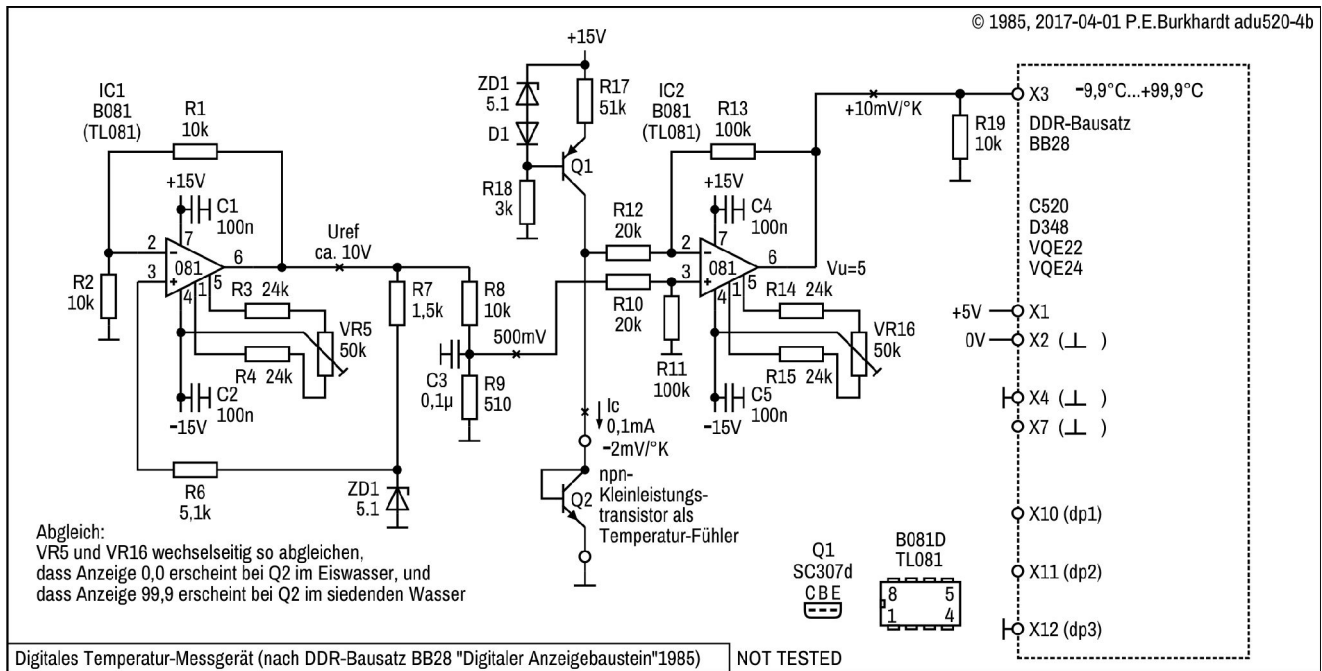 © 1985, 2017-04-01 P.E.Burkhardt adu520-4b
IC1
B081
(TL081)
R1
10k
+15V
C1
100n
7
2
3
–
+
081
6
4
1
5
R2
10k
R3 24k
VR5
50k
R4 24k
C2
100n
–15V
R6
5,1k
Uref
ca. 10V
R7
1,5k
R8
10k
500mV
C3
0,1µ
R9
510
ZD1
5.1
+15V
ZD1
5.1
R17
51k
D1
Q1
R18
3k
IC2
B081
(TL081)
R13
100k
+15V
C4
100n
7
R12
20k
2
3
–
+
081
6
4
1
5
R10
20k
R11
100k
Vu=5
R14 24k
VR16
50k
R15 24k
C5
100n
–15V
Ic
0,1mA
–2mV/°K
Q2
npn-
Kleinleistungs-
transistor als
Temperatur-Fühler
+10mV/°K
R19
10k
X3 –9,9°C...+99,9°C
DDR-Bausatz
BB28
C520
D348
VQE22
VQE24
+5V X1
0V X2 (⊥ )
X4 (⊥ )
X7 (⊥ )
X10 (dp1)
X11 (dp2)
X12 (dp3)
Q1
SC307d
C B E
B081D
TL081
8 5
1 4
Abgleich:
VR5 und VR16 wechselseitig so abgleichen,
dass Anzeige 0,0 erscheint bei Q2 im Eiswasser, und
dass Anzeige 99,9 erscheint bei Q2 im siedenden Wasser
Digitales Temperatur-Messgerät (nach DDR-Bausatz BB28 "Digitaler Anzeigebaustein"1985) NOT TESTED